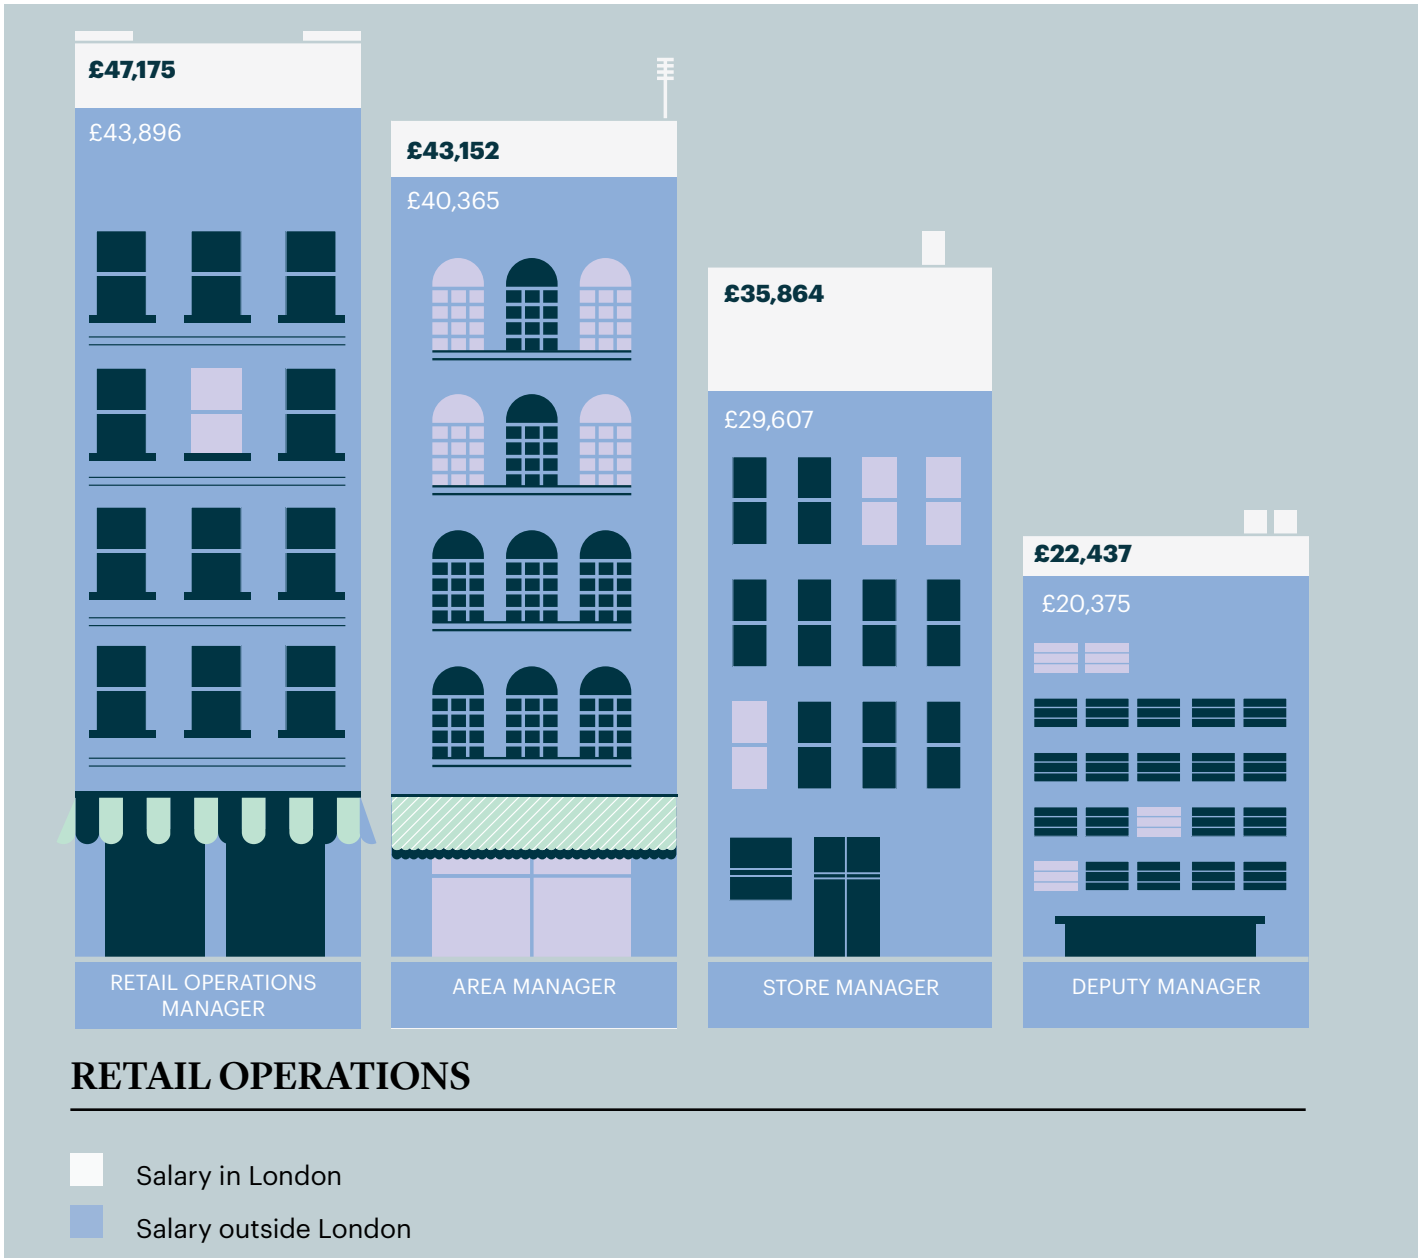 £47,175
£43,896
£43,152
£40,365
£35,864
£29,607
£22,437
£20,375
RETAIL OPERATIONS
MANAGER
AREA MANAGER
STORE MANAGER
DEPUTY MANAGER
RETAIL OPERATIONS
Salary in London
Salary outside London